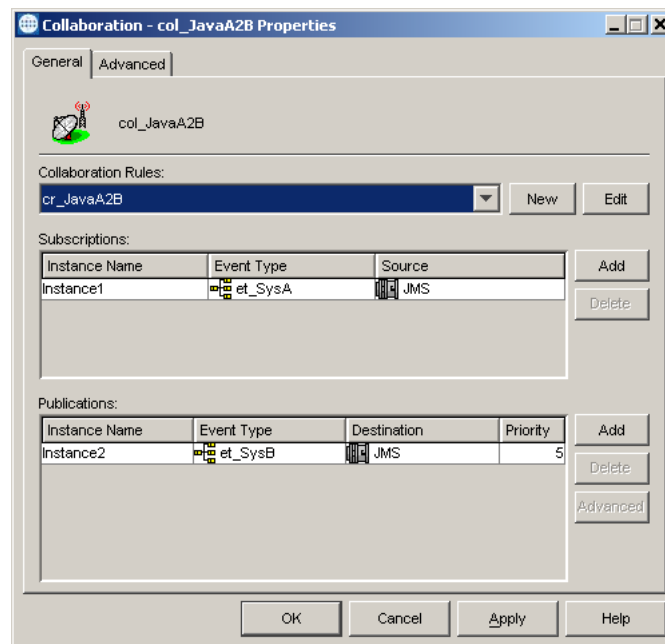 Collaboration - col_JavaA2B Properties
General Advanced
col_JavaA2B
Collaboration Rules:
cr_JavaA2B New Edit
Subscriptions:
Instance Name Event Type Source Add
Instance1 et_SysA JMS
Delete
Publications:
Instance Name Event Type Destination Priority Add
Instance2 et_SysB JMS 5
Delete
Advanced
OK Cancel Apply Help